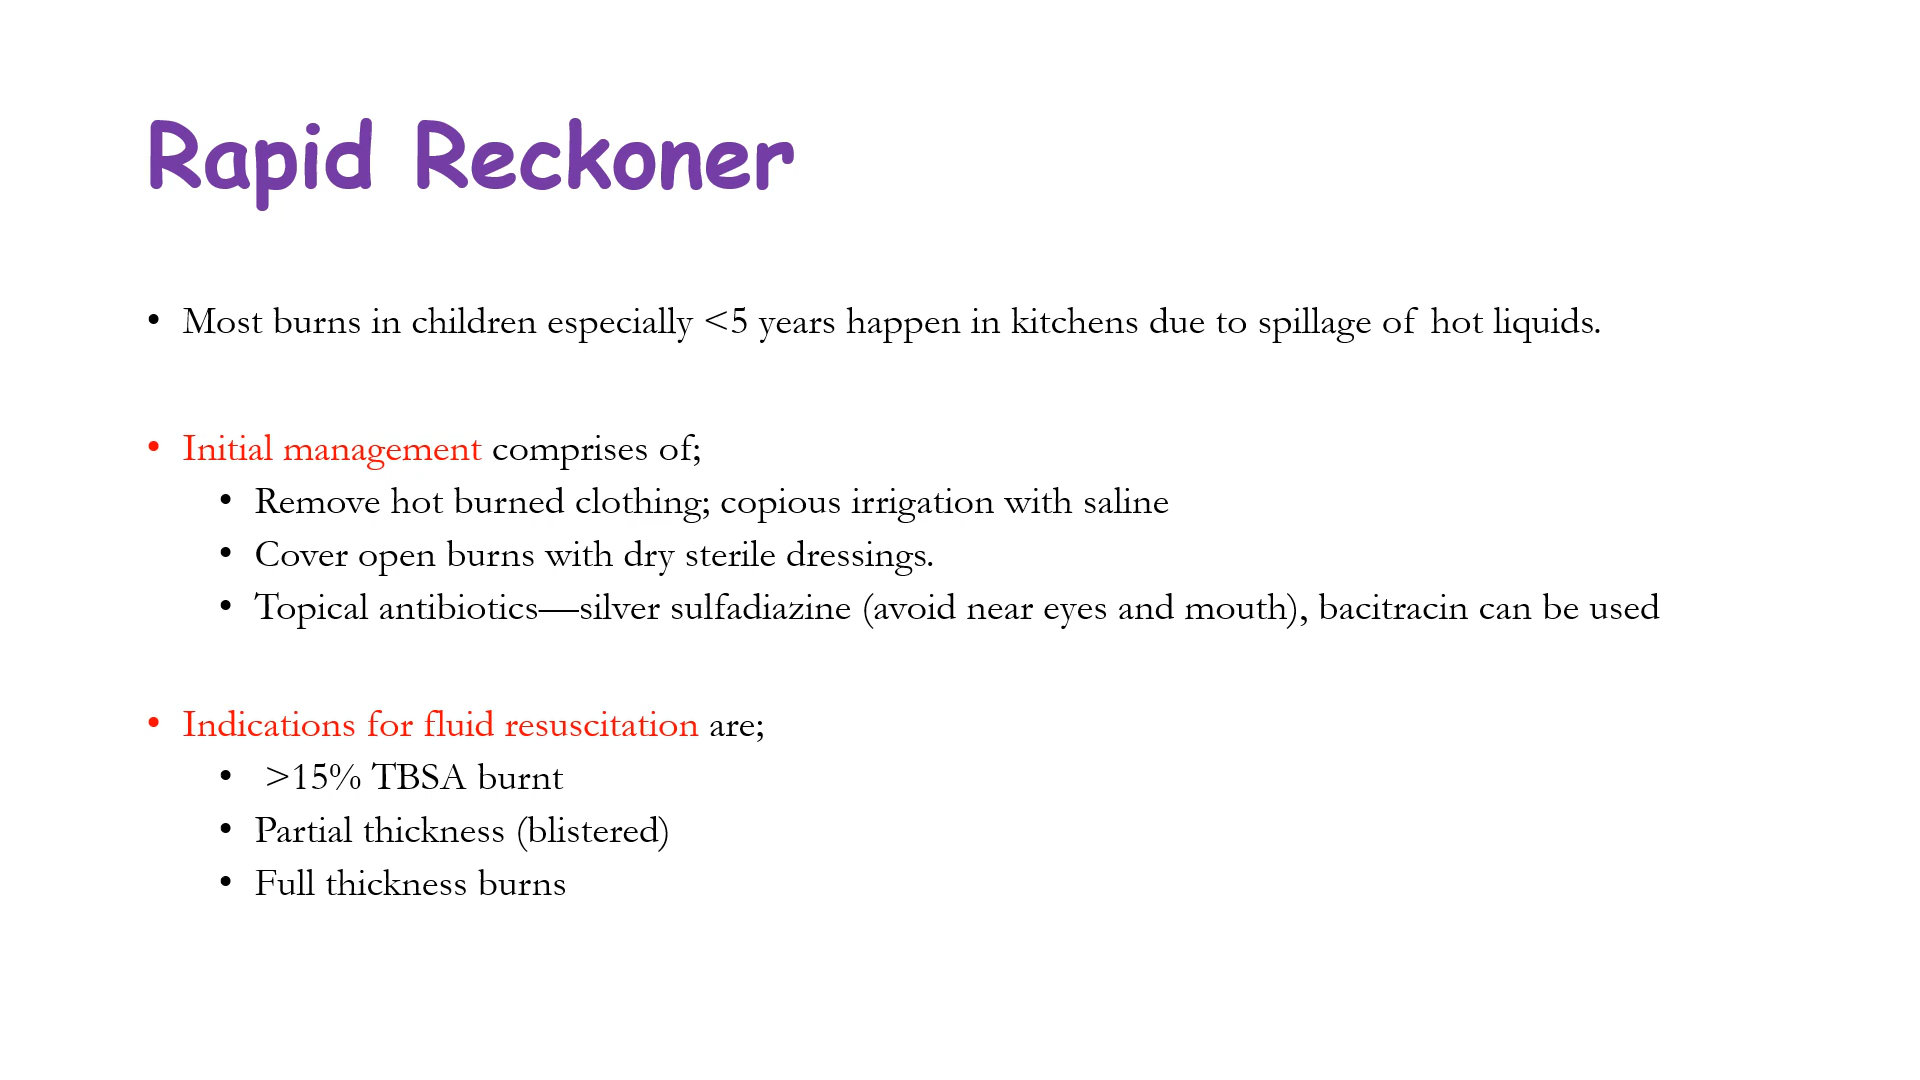 Rapid Reckoner
• Most burns in children especially <5 years happen in kitchens due to spillage of hot liquids.
• Initial management comprises of;
• Remove hot burned clothing; copious irrigation with saline
• Cover open burns with dry sterile dressings.
• Topical antibiotics—silver sulfadiazine (avoid near eyes and mouth), bacitracin can be used
• Indications for fluid resuscitation are;
• >15% TBSA burnt
• Partial thickness (blistered)
• Full thickness burns